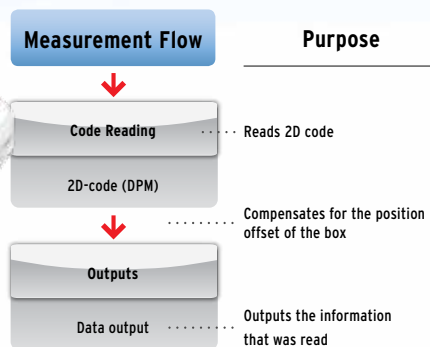 Measurement Flow
Purpose
Code Reading
Reads 2D code
2D-code (DPM)
Compensates for the position
offset of the box
Outputs
Data output
Outputs the information
that was read